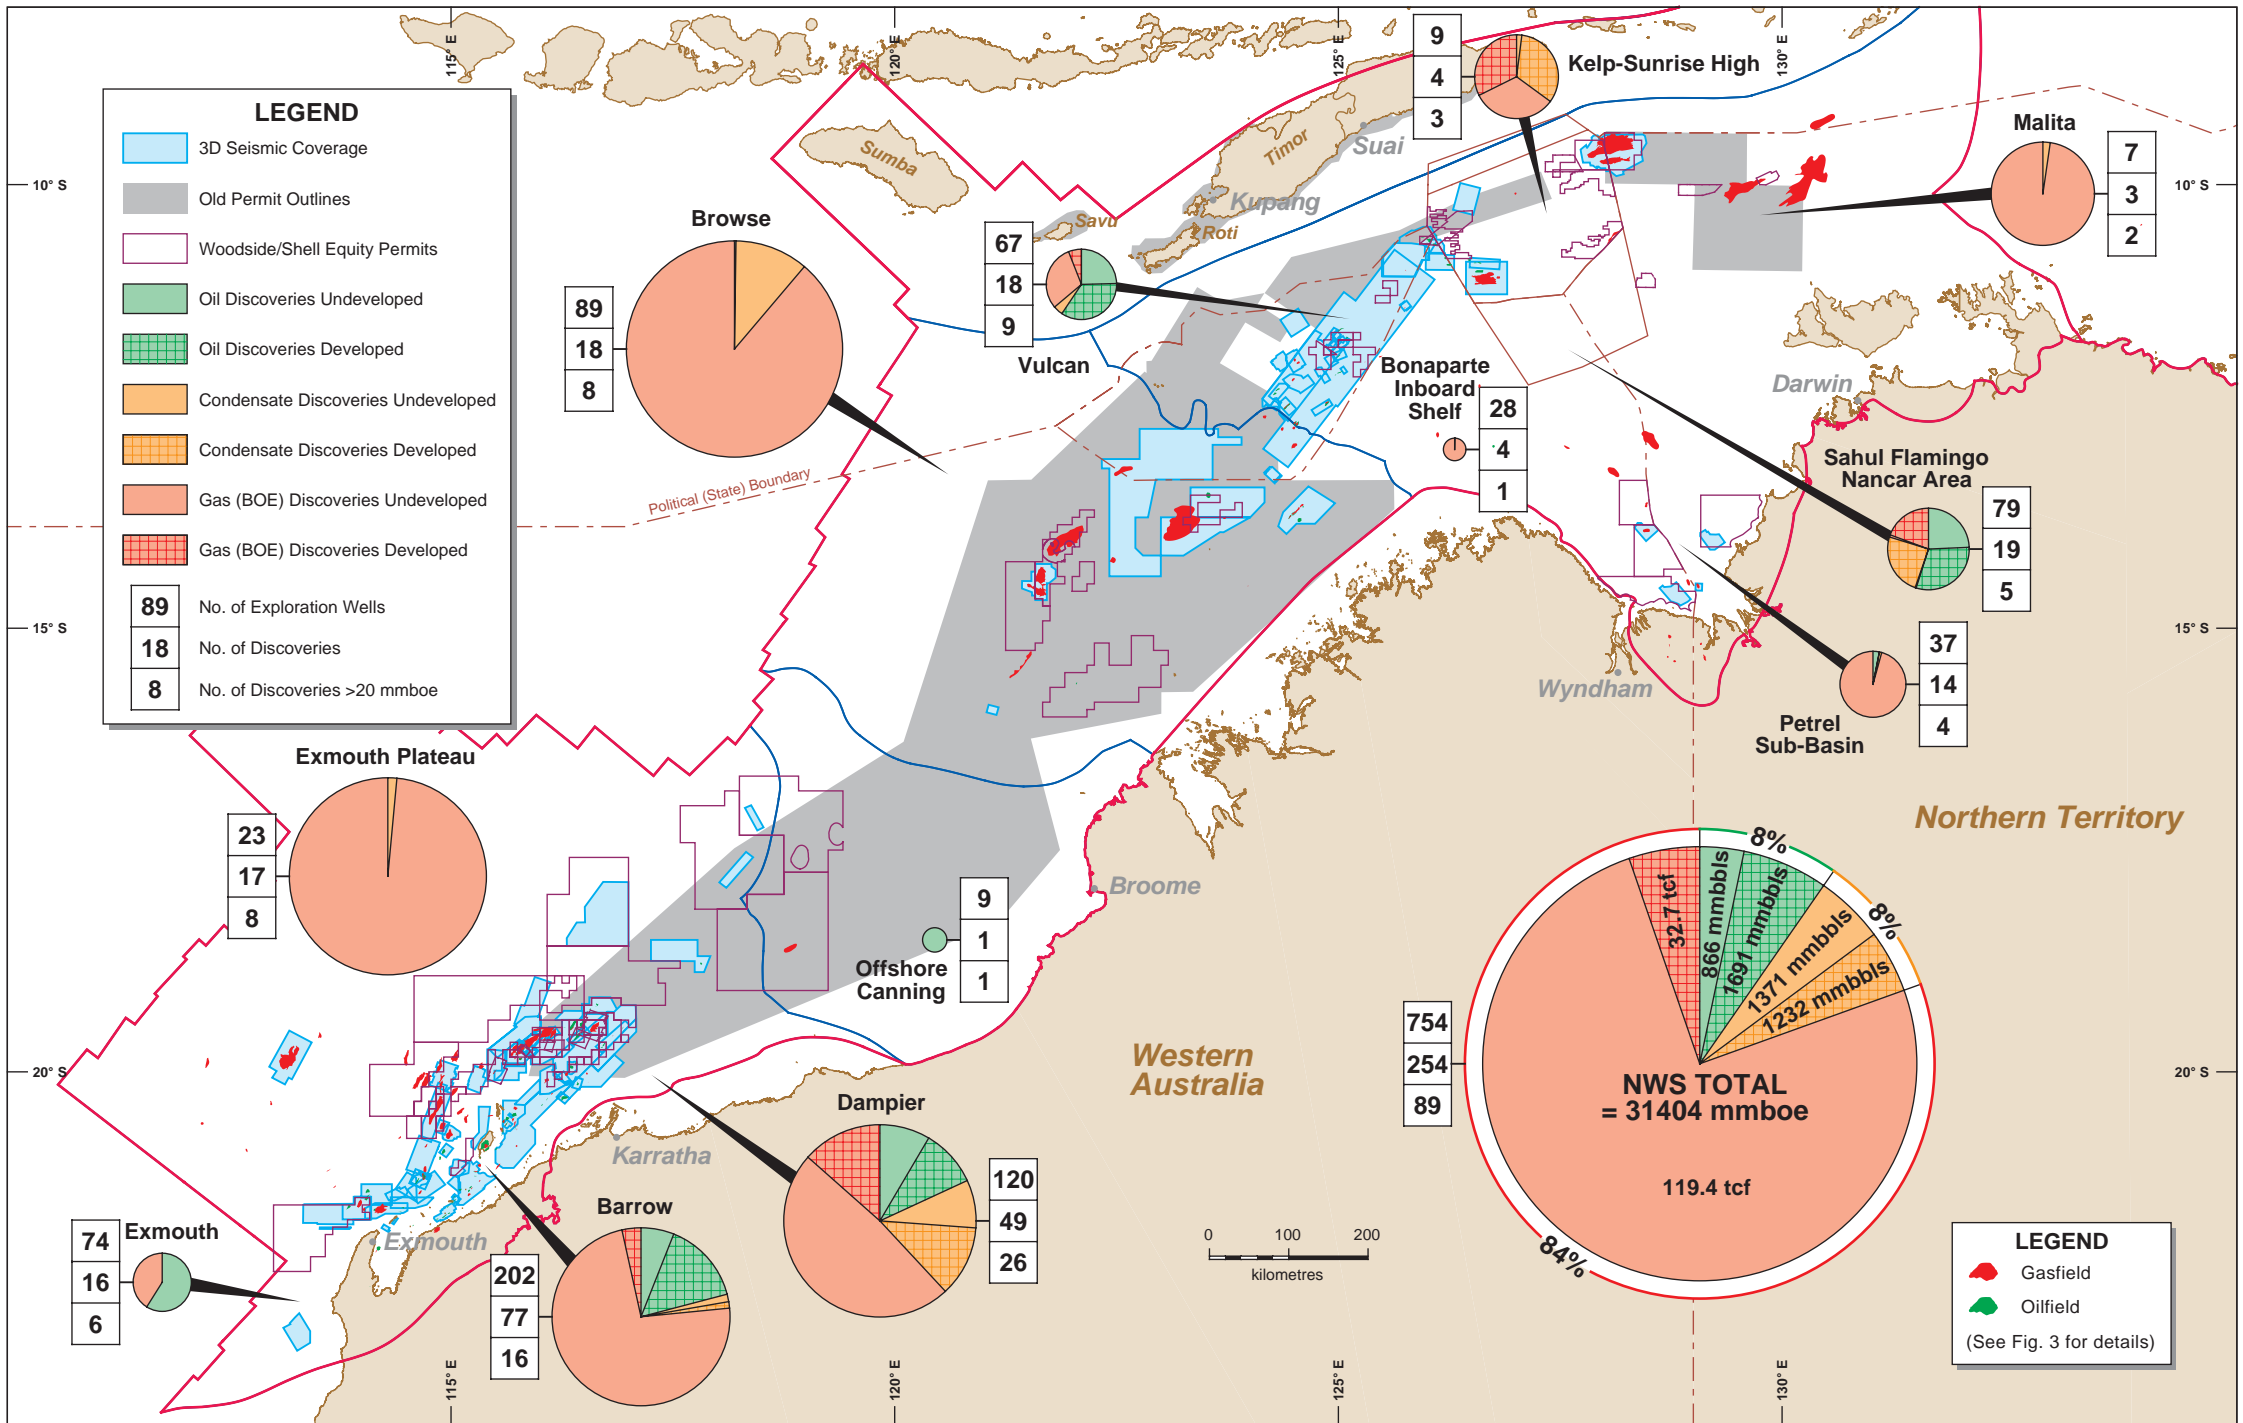 115° E
120° E
125° E
130° E
LEGEND
3D Seismic Coverage
Old Permit Outlines
Woodside/Shell Equity Permits
Oil Discoveries Undeveloped
Oil Discoveries Developed
Condensate Discoveries Undeveloped
Condensate Discoveries Developed
Gas (BOE) Discoveries Undeveloped
Gas (BOE) Discoveries Developed
89
No. of Exploration Wells
18
No. of Discoveries
8
No. of Discoveries >20 mmboe
10° S
10° S
15° S
15° S
20° S
20° S
Sumba
Savu
Timor
Roti
Suai
Kupang
9
4
3
Kelp-Sunrise High
Malita
7
3
2
Browse
89
18
8
67
18
9
Vulcan
Bonaparte
Inboard
Shelf
28
4
1
Darwin
Sahul Flamingo
Nancar Area
79
19
5
Political (State) Boundary
37
14
4
Petrel
Sub-Basin
Wyndham
Exmouth Plateau
23
17
8
Northern Territory
Broome
9
1
1
Offshore
Canning
Western
Australia
8%
8%
84%
32.7 tcf
866 mmbbls
1691 mmbbls
1371 mmbbls
1232 mmbbls
754
254
89
NWS TOTAL
= 31404 mmboe
119.4 tcf
Dampier
120
49
26
Karratha
Barrow
202
77
16
Exmouth
74
16
6
Exmouth
0
100
200
kilometres
LEGEND
Gasfield
Oilfield
(See Fig. 3 for details)
115° E
120° E
125° E
130° E